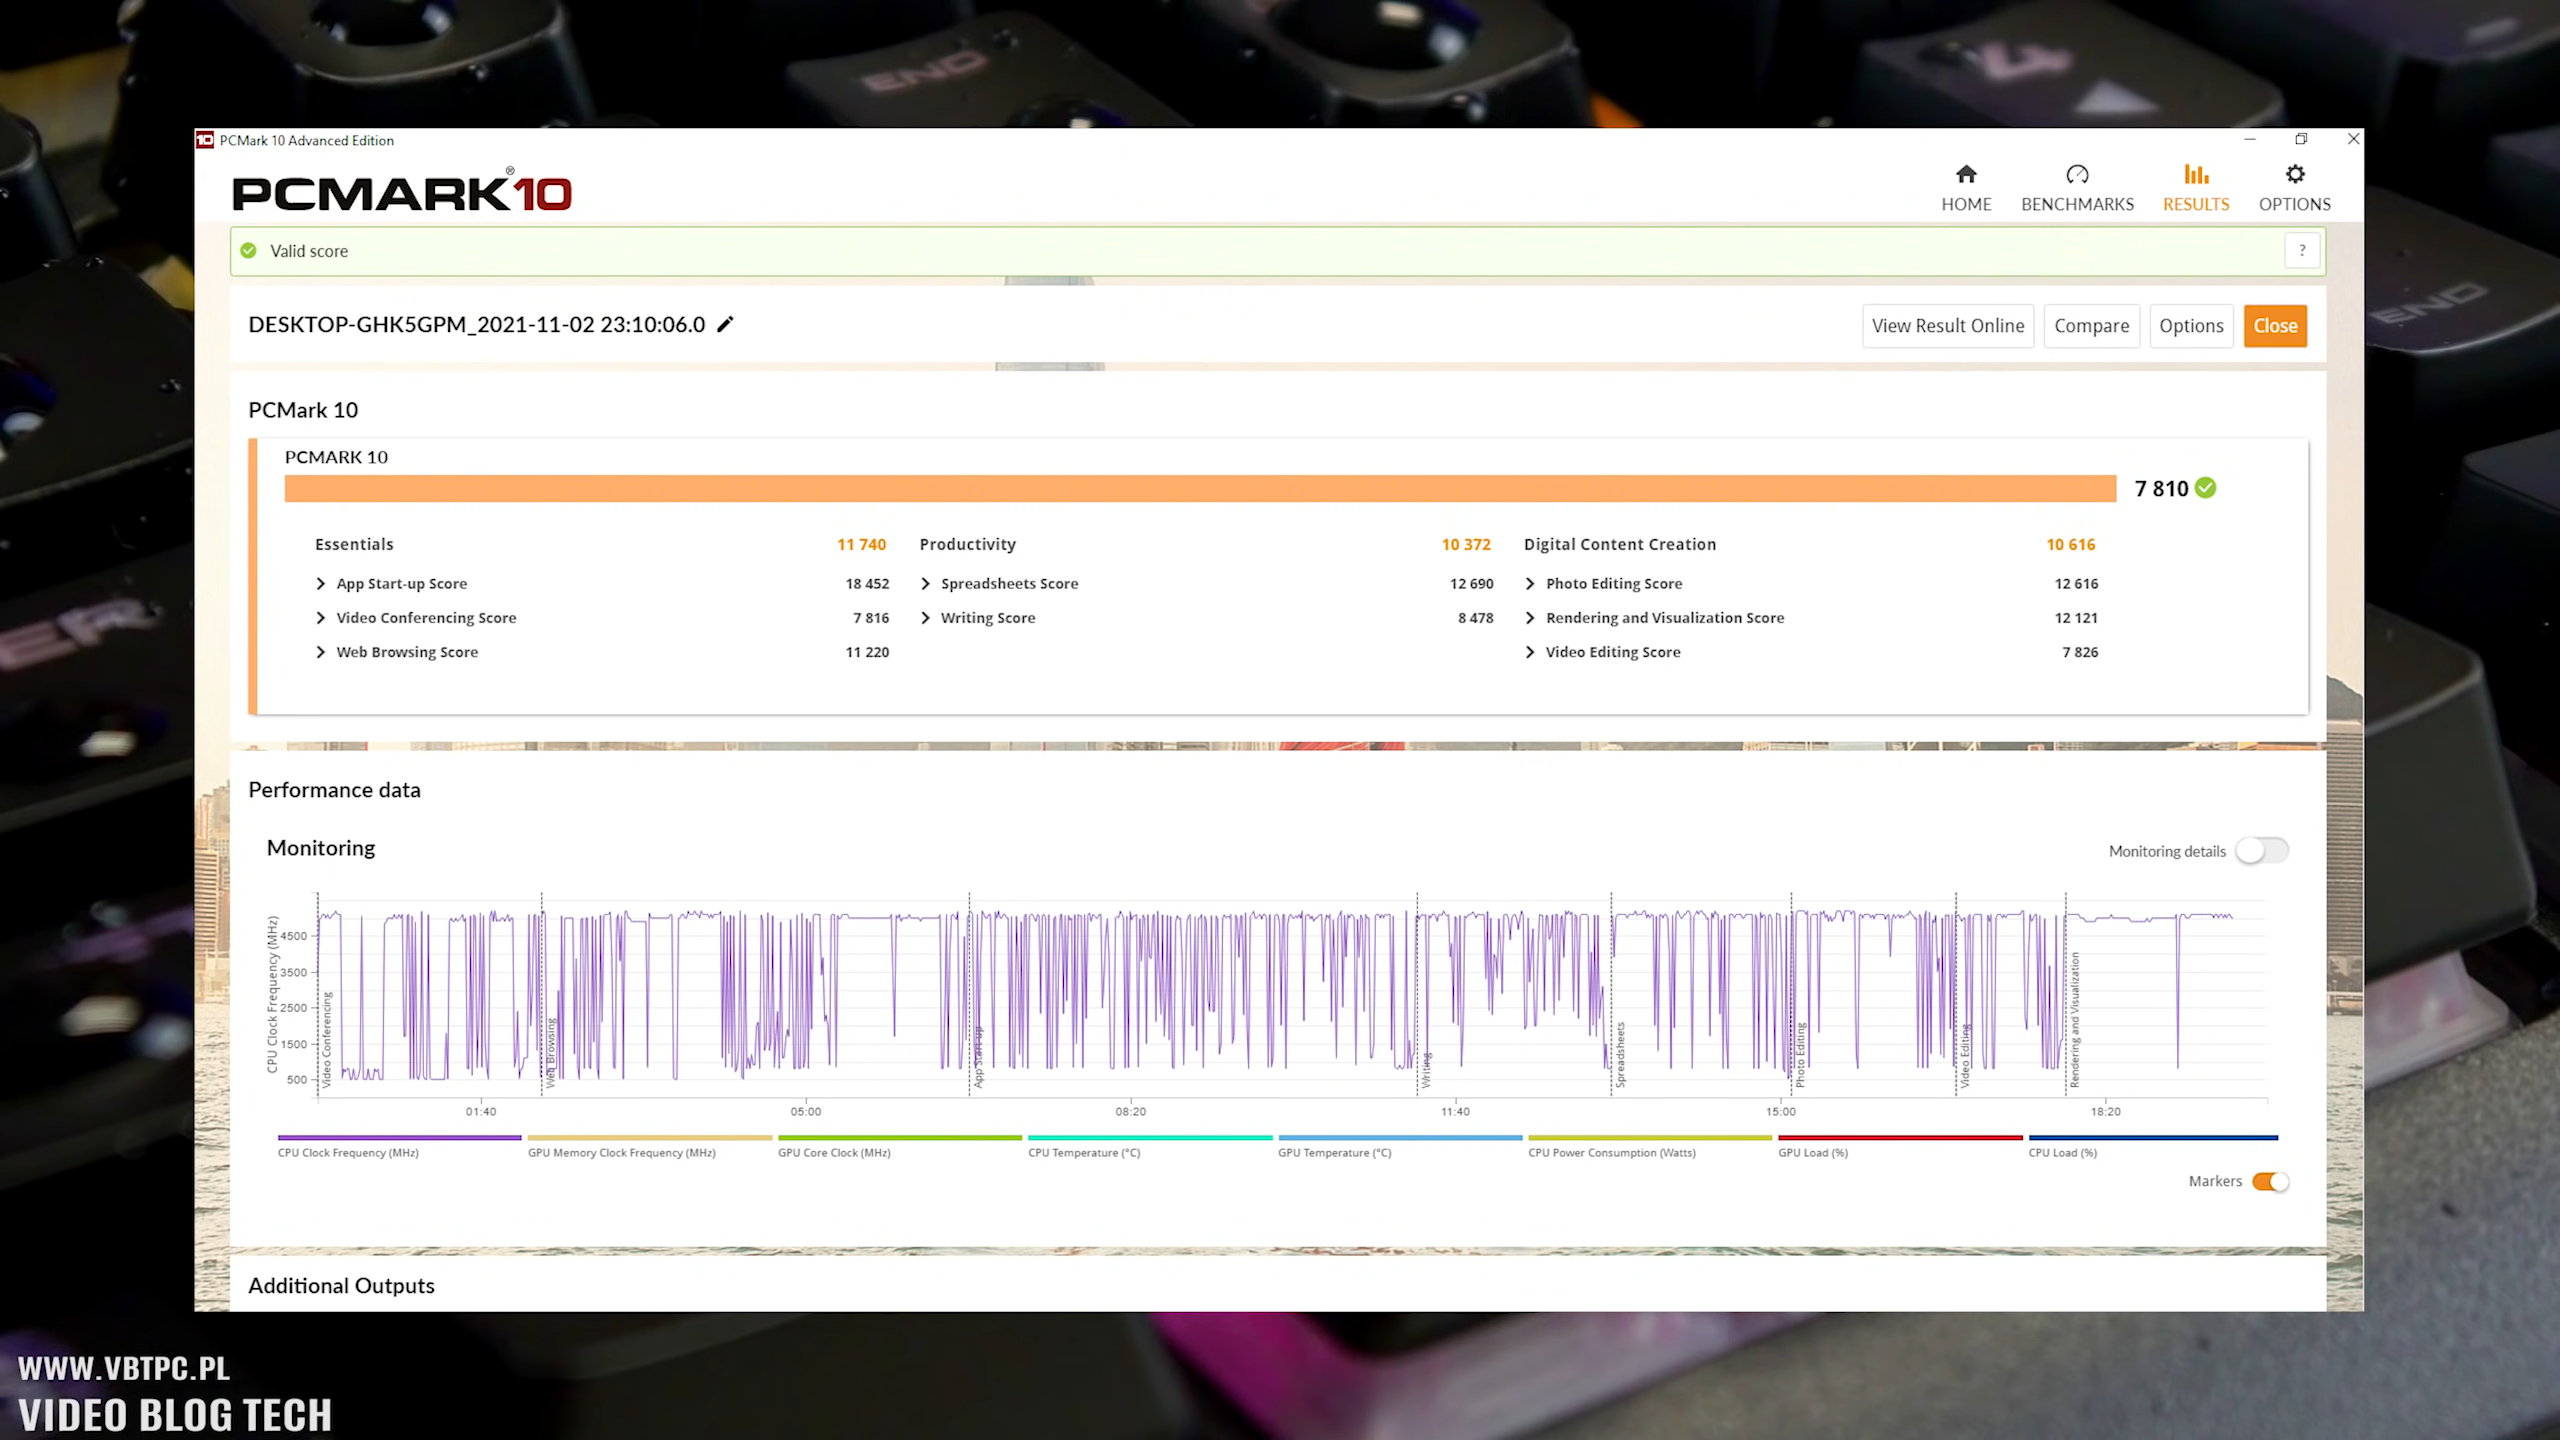 END
4
END
PCMark 10 Advanced Edition
PCMARK®10
HOME
BENCHMARKS
RESULTS
OPTIONS
Valid score
?
DESKTOP-GHK5GPM_2021-11-02 23:10:06.0
View Result Online
Compare
Options
Close
PCMark 10
PCMARK 10
7 810
Essentials 11 740
App Start-up Score 18 452
Video Conferencing Score 7 816
Web Browsing Score 11 220
Productivity 10 372
Spreadsheets Score 12 690
Writing Score 8 478
Digital Content Creation 10 616
Photo Editing Score 12 616
Rendering and Visualization Score 12 121
Video Editing Score 7 826
Performance data
Monitoring
Monitoring details
CPU Clock Frequency (MHz)
4500
3500
2500
1500
500
Video Conferencing
Web Browsing
App Start-up
Writing
Spreadsheets
Photo Editing
Video Editing
Rendering and Visualization
01:40 05:00 08:20 11:40 15:00 18:20
CPU Clock Frequency (MHz)
GPU Memory Clock Frequency (MHz)
GPU Core Clock (MHz)
CPU Temperature (°C)
GPU Temperature (°C)
CPU Power Consumption (Watts)
GPU Load (%)
CPU Load (%)
Markers
Additional Outputs
WWW.VBTPC.PL
VIDEO BLOG TECH